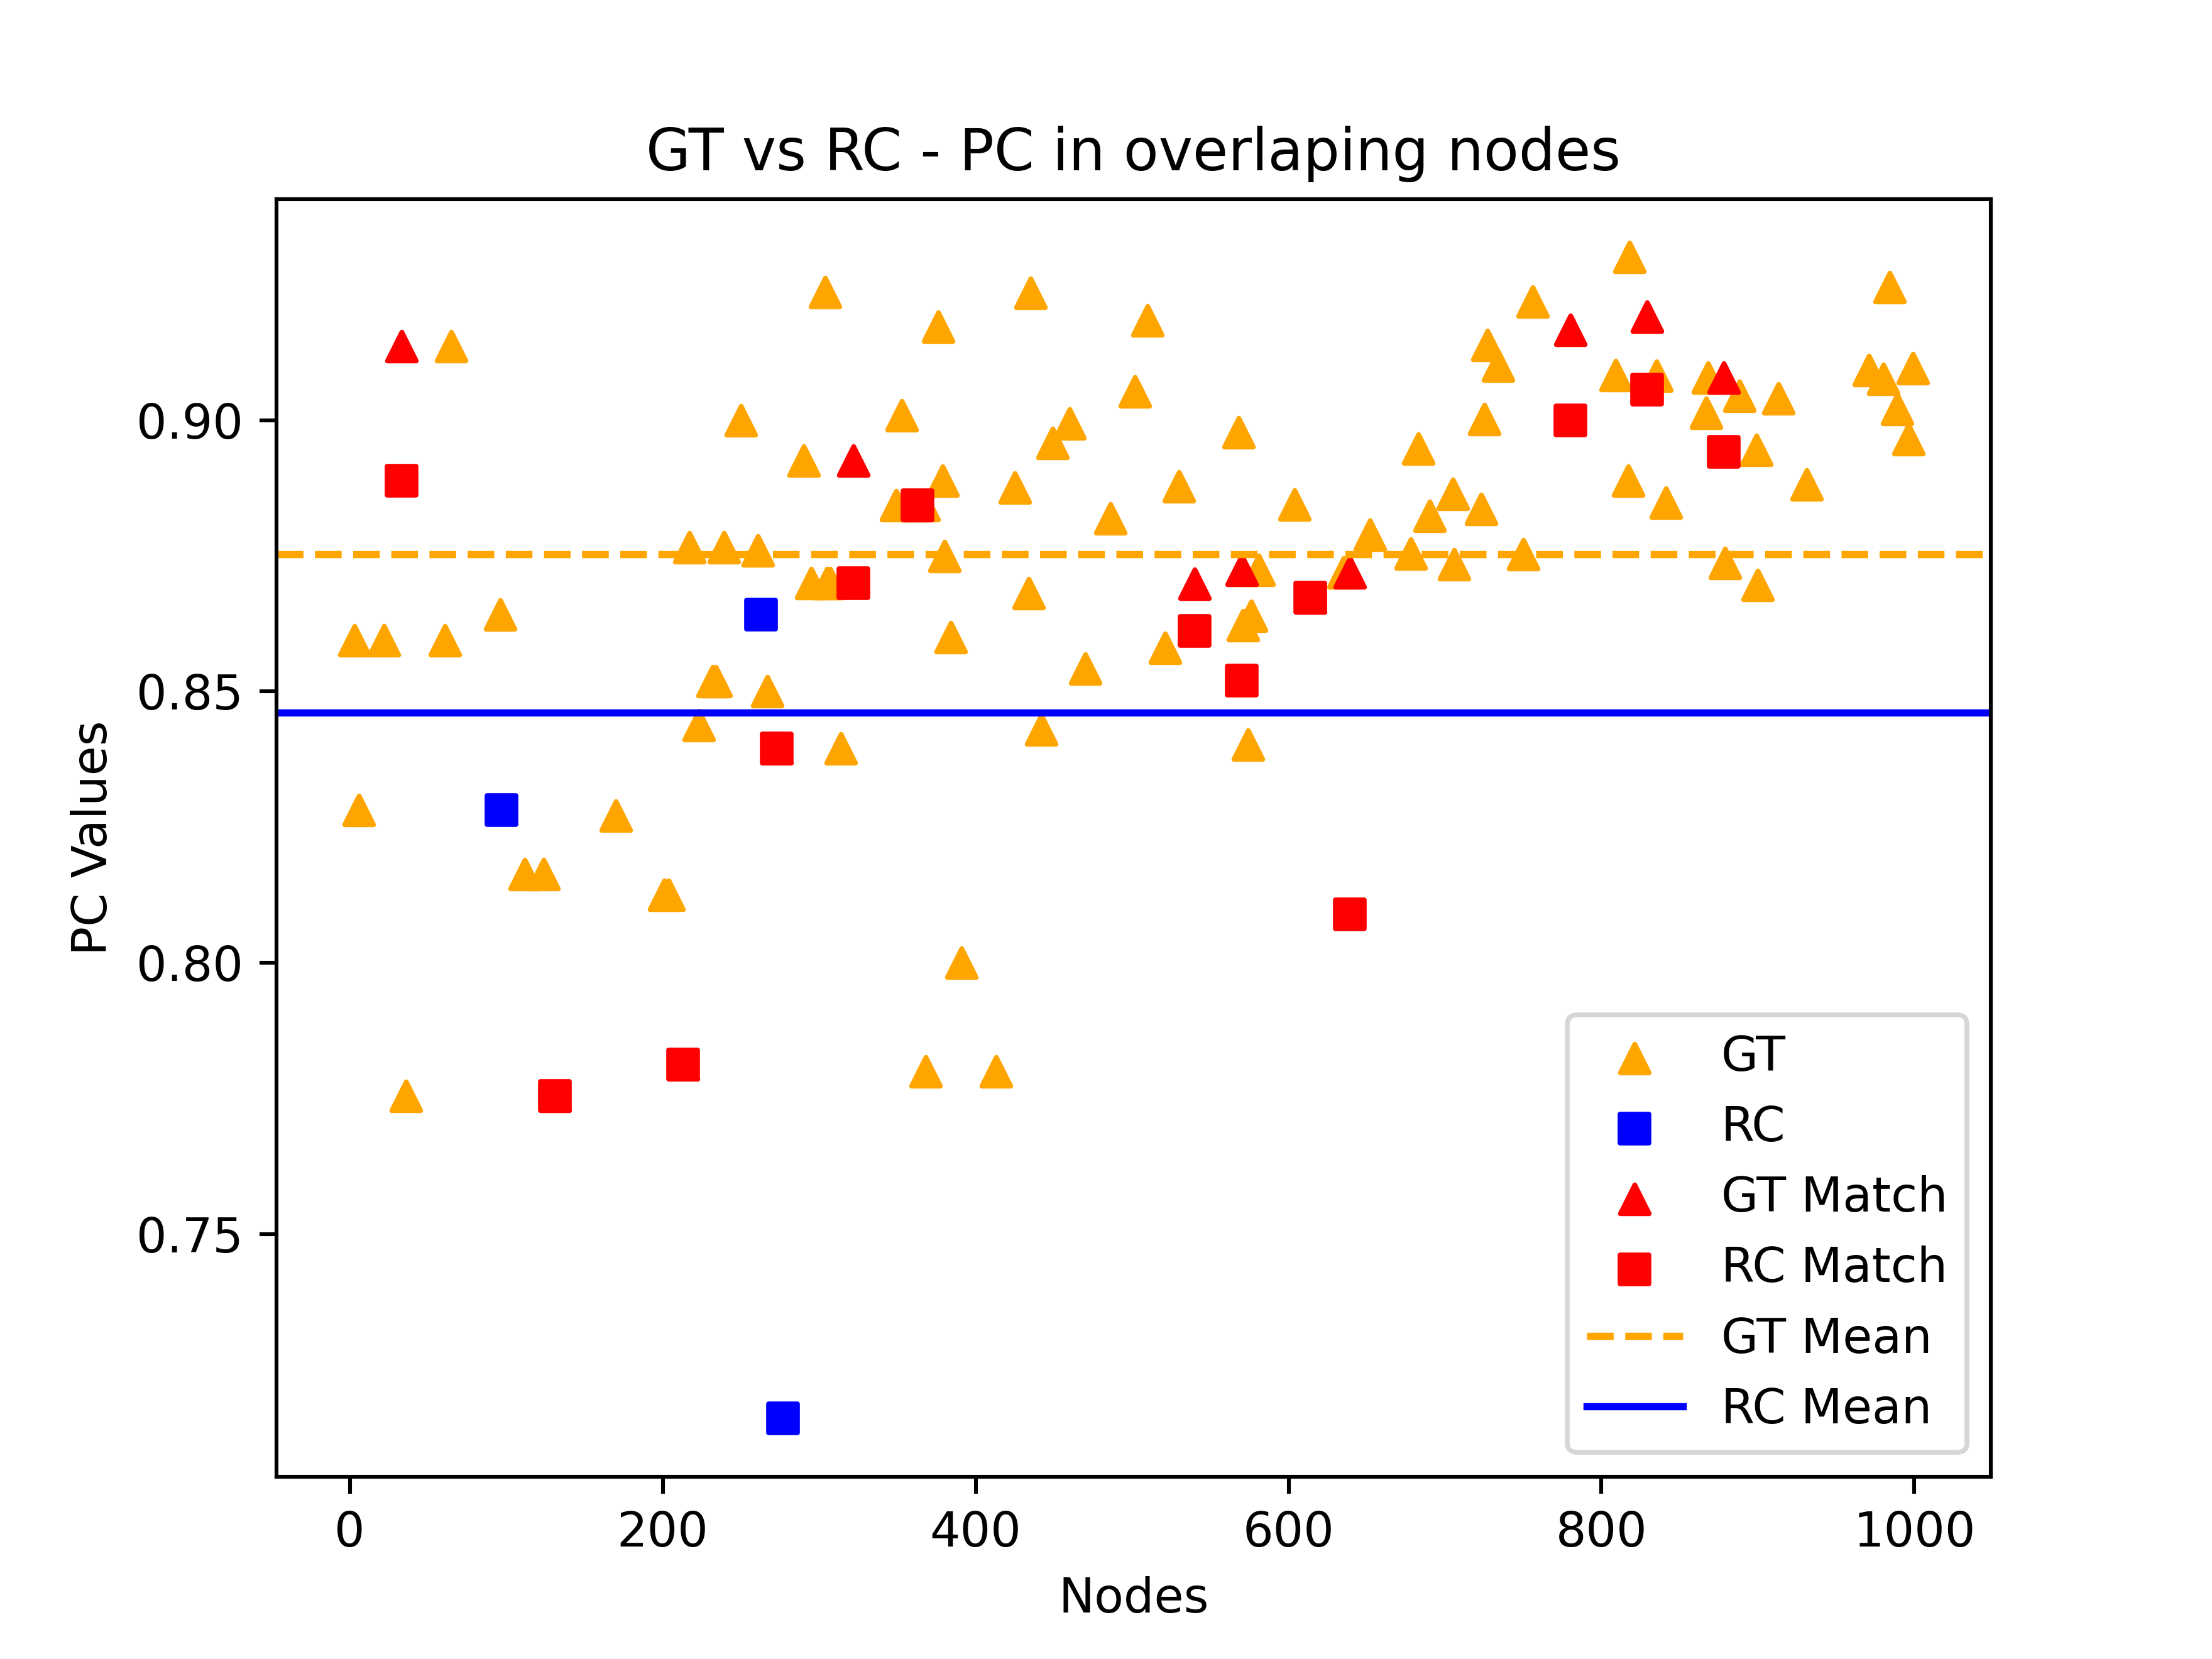 GT vs RC - PC in overlaping nodes
PC Values
0.90
0.85
0.80
0.75
GT
RC
GT Match
RC Match
GT Mean
RC Mean
0 200 400 600 800 1000
Nodes